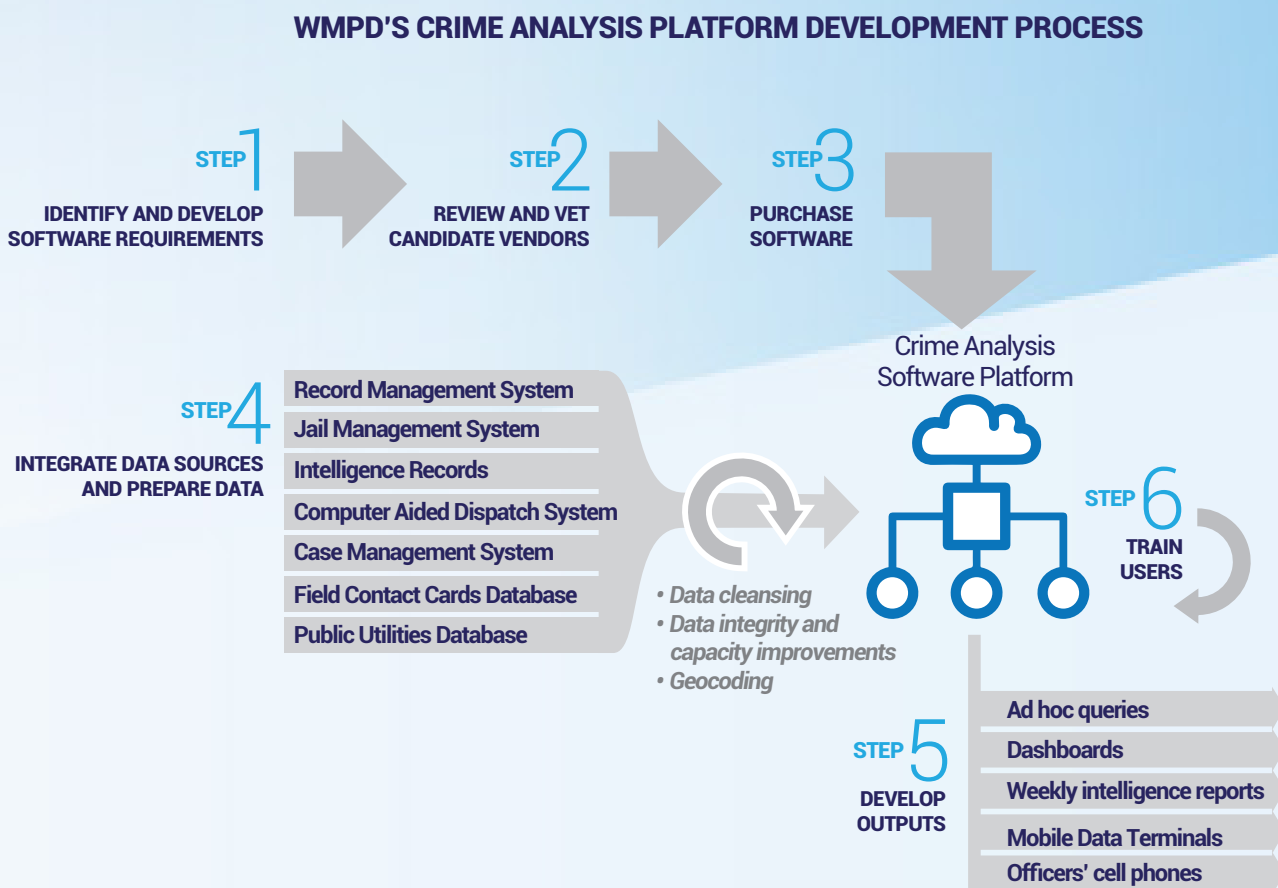 WMPD'S CRIME ANALYSIS PLATFORM DEVELOPMENT PROCESS
STEP 1
IDENTIFY AND DEVELOP
SOFTWARE REQUIREMENTS
STEP 2
REVIEW AND VET
CANDIDATE VENDORS
STEP 3
PURCHASE
SOFTWARE
Crime Analysis
Software Platform
STEP 4
INTEGRATE DATA SOURCES
AND PREPARE DATA
Record Management System
Jail Management System
Intelligence Records
Computer Aided Dispatch System
Case Management System
Field Contact Cards Database
Public Utilities Database
• Data cleansing
• Data integrity and
capacity improvements
• Geocoding
STEP 6
TRAIN
USERS
STEP 5
DEVELOP
OUTPUTS
Ad hoc queries
Dashboards
Weekly intelligence reports
Mobile Data Terminals
Officers' cell phones